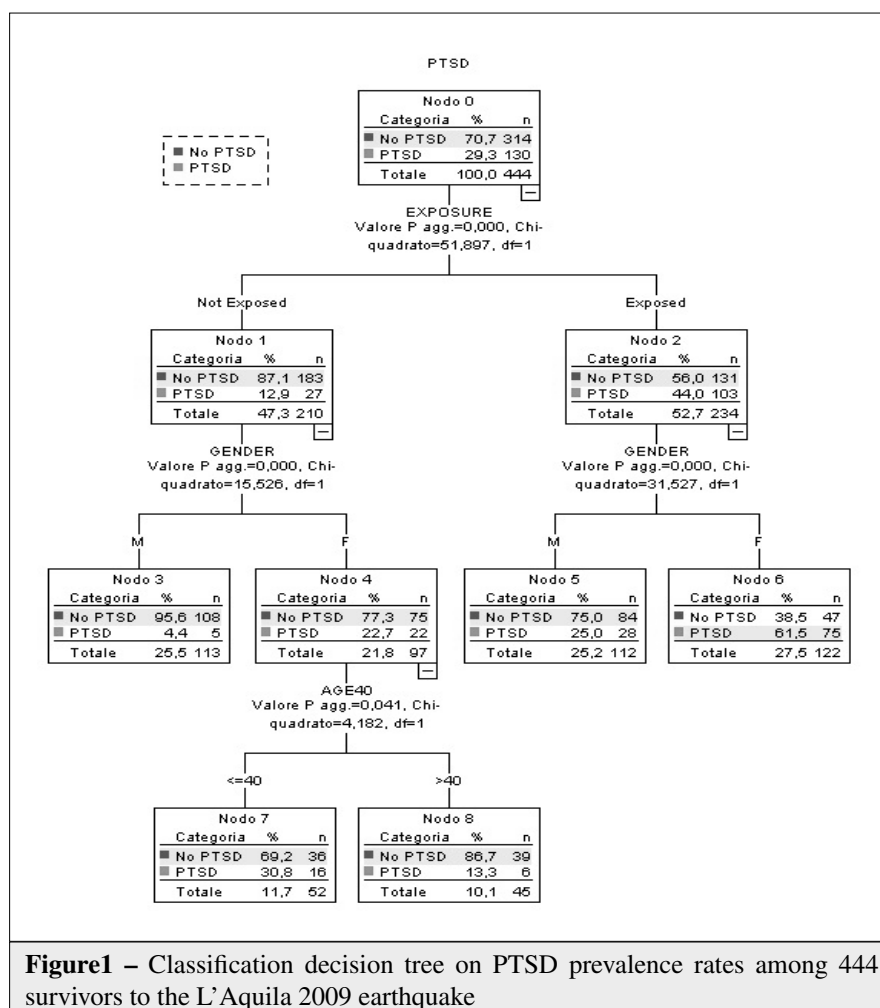 PTSD
No PTSD
PTSD
Nodo 0
Categoria % n
No PTSD 70,7 314
PTSD 29,3 130
Totale 100,0 444
EXPOSURE
Valore P agg.=0,000, Chi-
quadrato=51,897, df=1
Not Exposed
Exposed
Nodo 1
Categoria % n
No PTSD 87,1 183
PTSD 12,9 27
Totale 47,3 210
Nodo 2
Categoria % n
No PTSD 56,0 131
PTSD 44,0 103
Totale 52,7 234
GENDER
Valore P agg.=0,000, Chi-
quadrato=15,526, df=1
GENDER
Valore P agg.=0,000, Chi-
quadrato=31,527, df=1
M
F
M
F
Nodo 3
Categoria % n
No PTSD 95,6 108
PTSD 4,4 5
Totale 25,5 113
Nodo 4
Categoria % n
No PTSD 77,3 75
PTSD 22,7 22
Totale 21,8 97
Nodo 5
Categoria % n
No PTSD 75,0 84
PTSD 25,0 28
Totale 25,2 112
Nodo 6
Categoria % n
No PTSD 38,5 47
PTSD 61,5 75
Totale 27,5 122
AGE40
Valore P agg.=0,041, Chi-
quadrato=4,182, df=1
<=40
>40
Nodo 7
Categoria % n
No PTSD 69,2 36
PTSD 30,8 16
Totale 11,7 52
Nodo 8
Categoria % n
No PTSD 86,7 39
PTSD 13,3 6
Totale 10,1 45
Figure1 – Classification decision tree on PTSD prevalence rates among 444
survivors to the L’Aquila 2009 earthquake